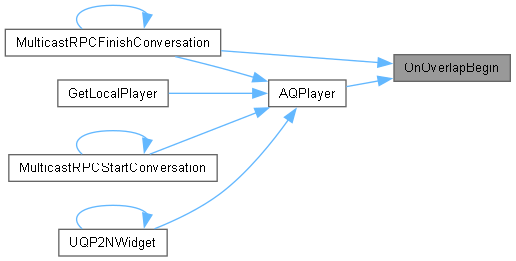 MulticastRPCFinishConversation
OnOverlapBegin
GetLocalPlayer
AQPlayer
MulticastRPCStartConversation
UQP2NWidget